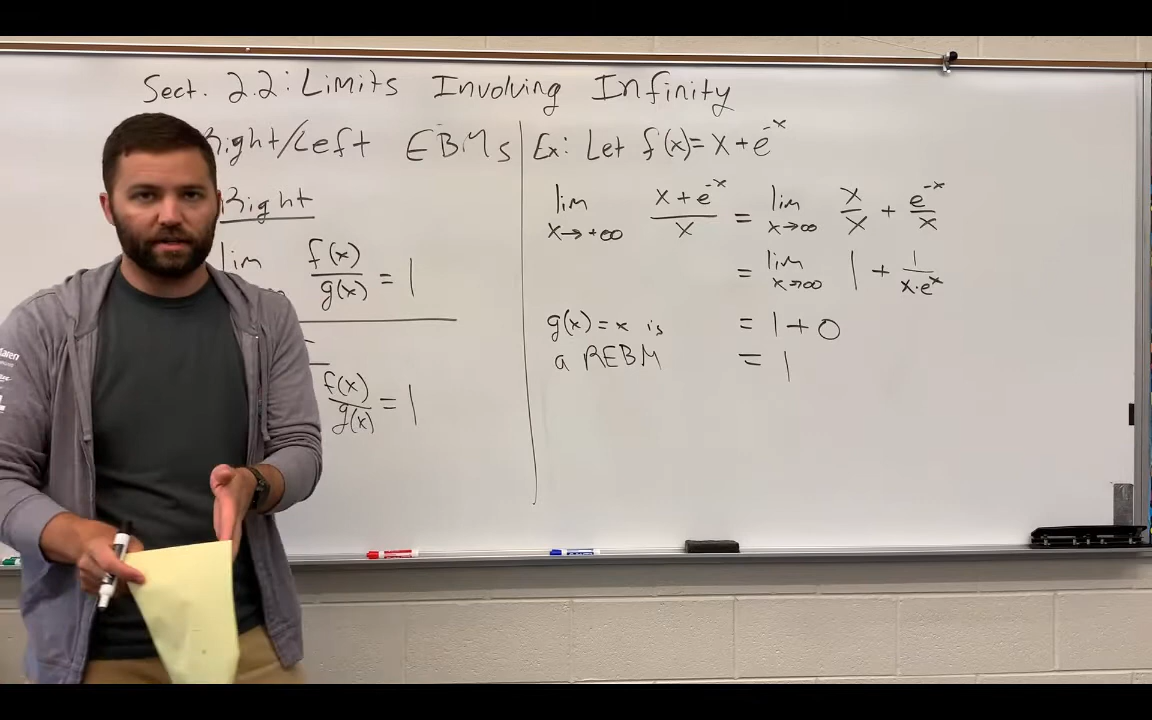 Sect. 2.2: Limits Involving Infinity
Right/Left EBMs
Right
lim f(x)/g(x) = 1
f(x)/g(x) = 1
Ex: Let f(x) = x + e^-x
lim x→+∞ (x + e^-x)/x = lim x→∞ x/x + e^-x/x
= lim x→∞ 1 + 1/(x·e^x)
g(x) = x is = 1 + 0
a REBM = 1